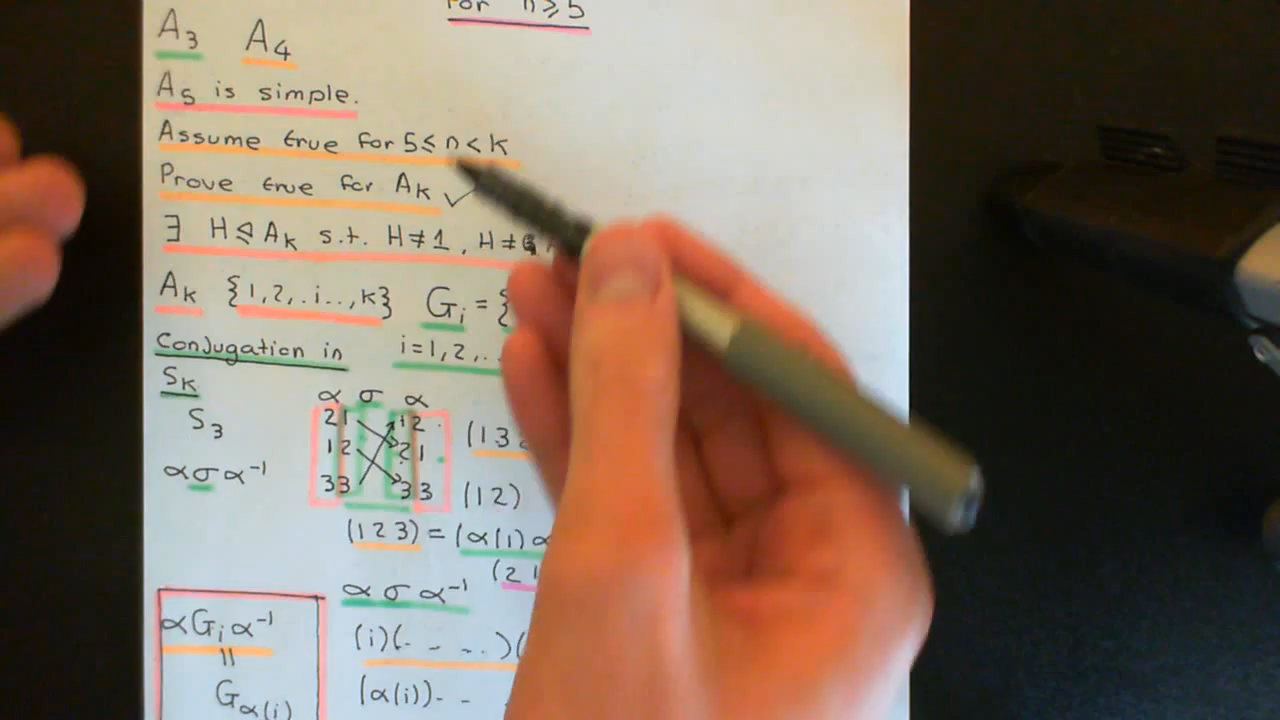 for n≥5
A₃ A₄
A₅ is simple.
Assume true for 5≤n<k
Prove true for Aₖ ✓
∃ H⊴Aₖ s.t. H≠1, H≠
Aₖ {1,2,.i..,k} Gᵢ = {
Conjugation in i=1,2,..
Sₖ
α σ α
S₃ 21 12
12 21 (13
ασα⁻¹ 33 33 (12)
(123) = (α(1)α
(21
ασα⁻¹
αGᵢα⁻¹ (i)(- - ..)(
=
G_α(i) (α(i))- -